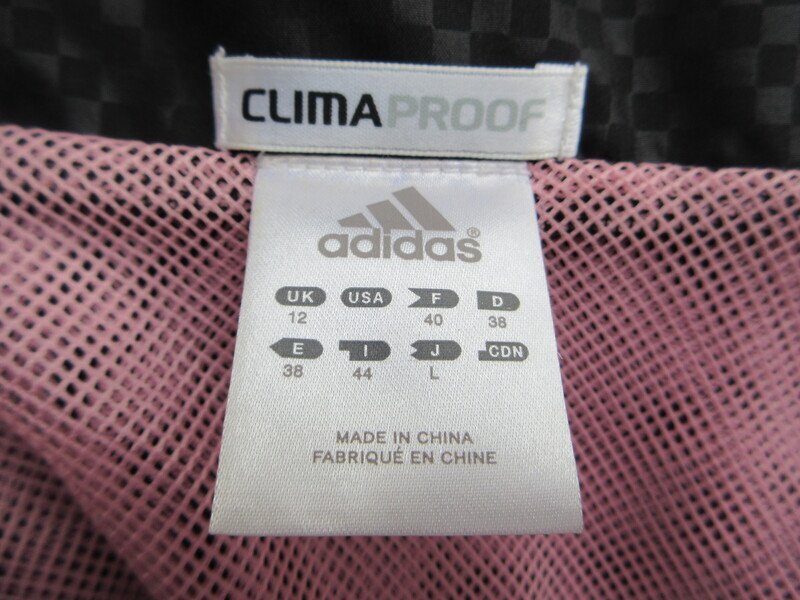 CLIMAPROOF
adidas®
UK USA F D
12 40 38
E I J CDN
38 44 L
MADE IN CHINA
FABRIQUÉ EN CHINE